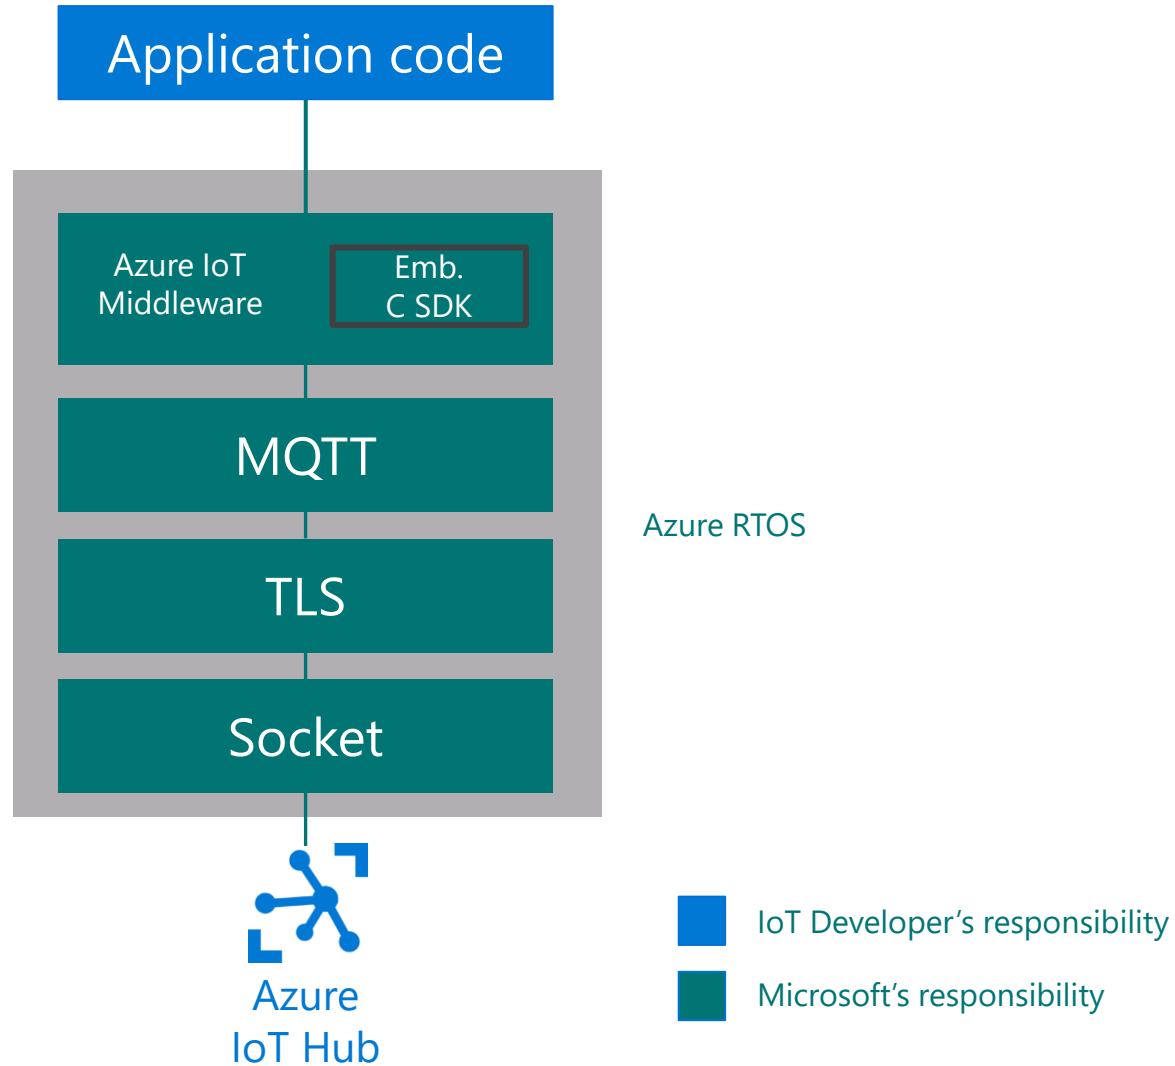 Application code
Azure IoT
Middleware
Emb.
C SDK
MQTT
TLS
Socket
Azure RTOS
Azure
IoT Hub
IoT Developer’s responsibility
Microsoft’s responsibility